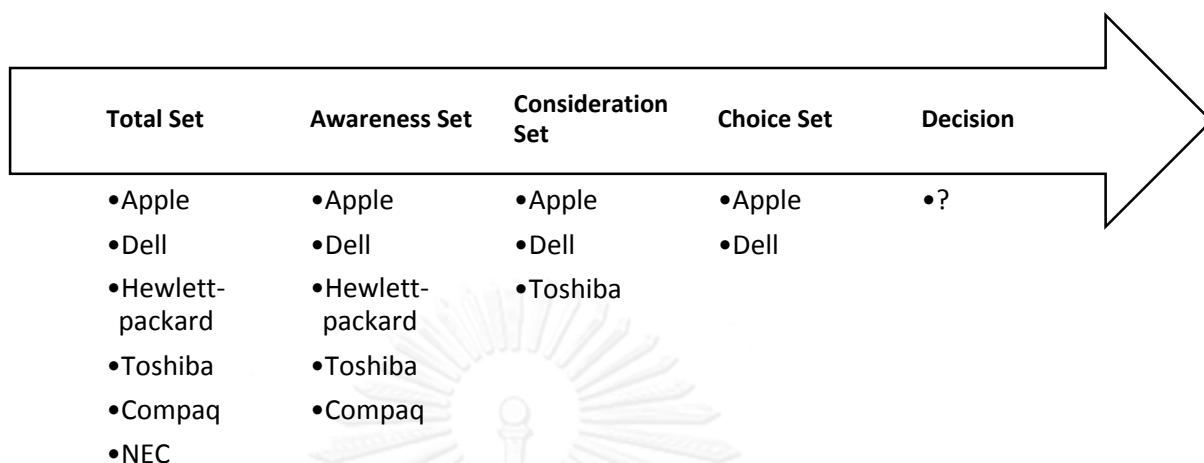 Total Set
Awareness Set
Consideration
Set
Choice Set
Decision
•Apple
•Dell
•Hewlett-
packard
•Toshiba
•Compaq
•NEC
•Apple
•Dell
•Hewlett-
packard
•Toshiba
•Compaq
•Apple
•Dell
•Toshiba
•Apple
•Dell
•?